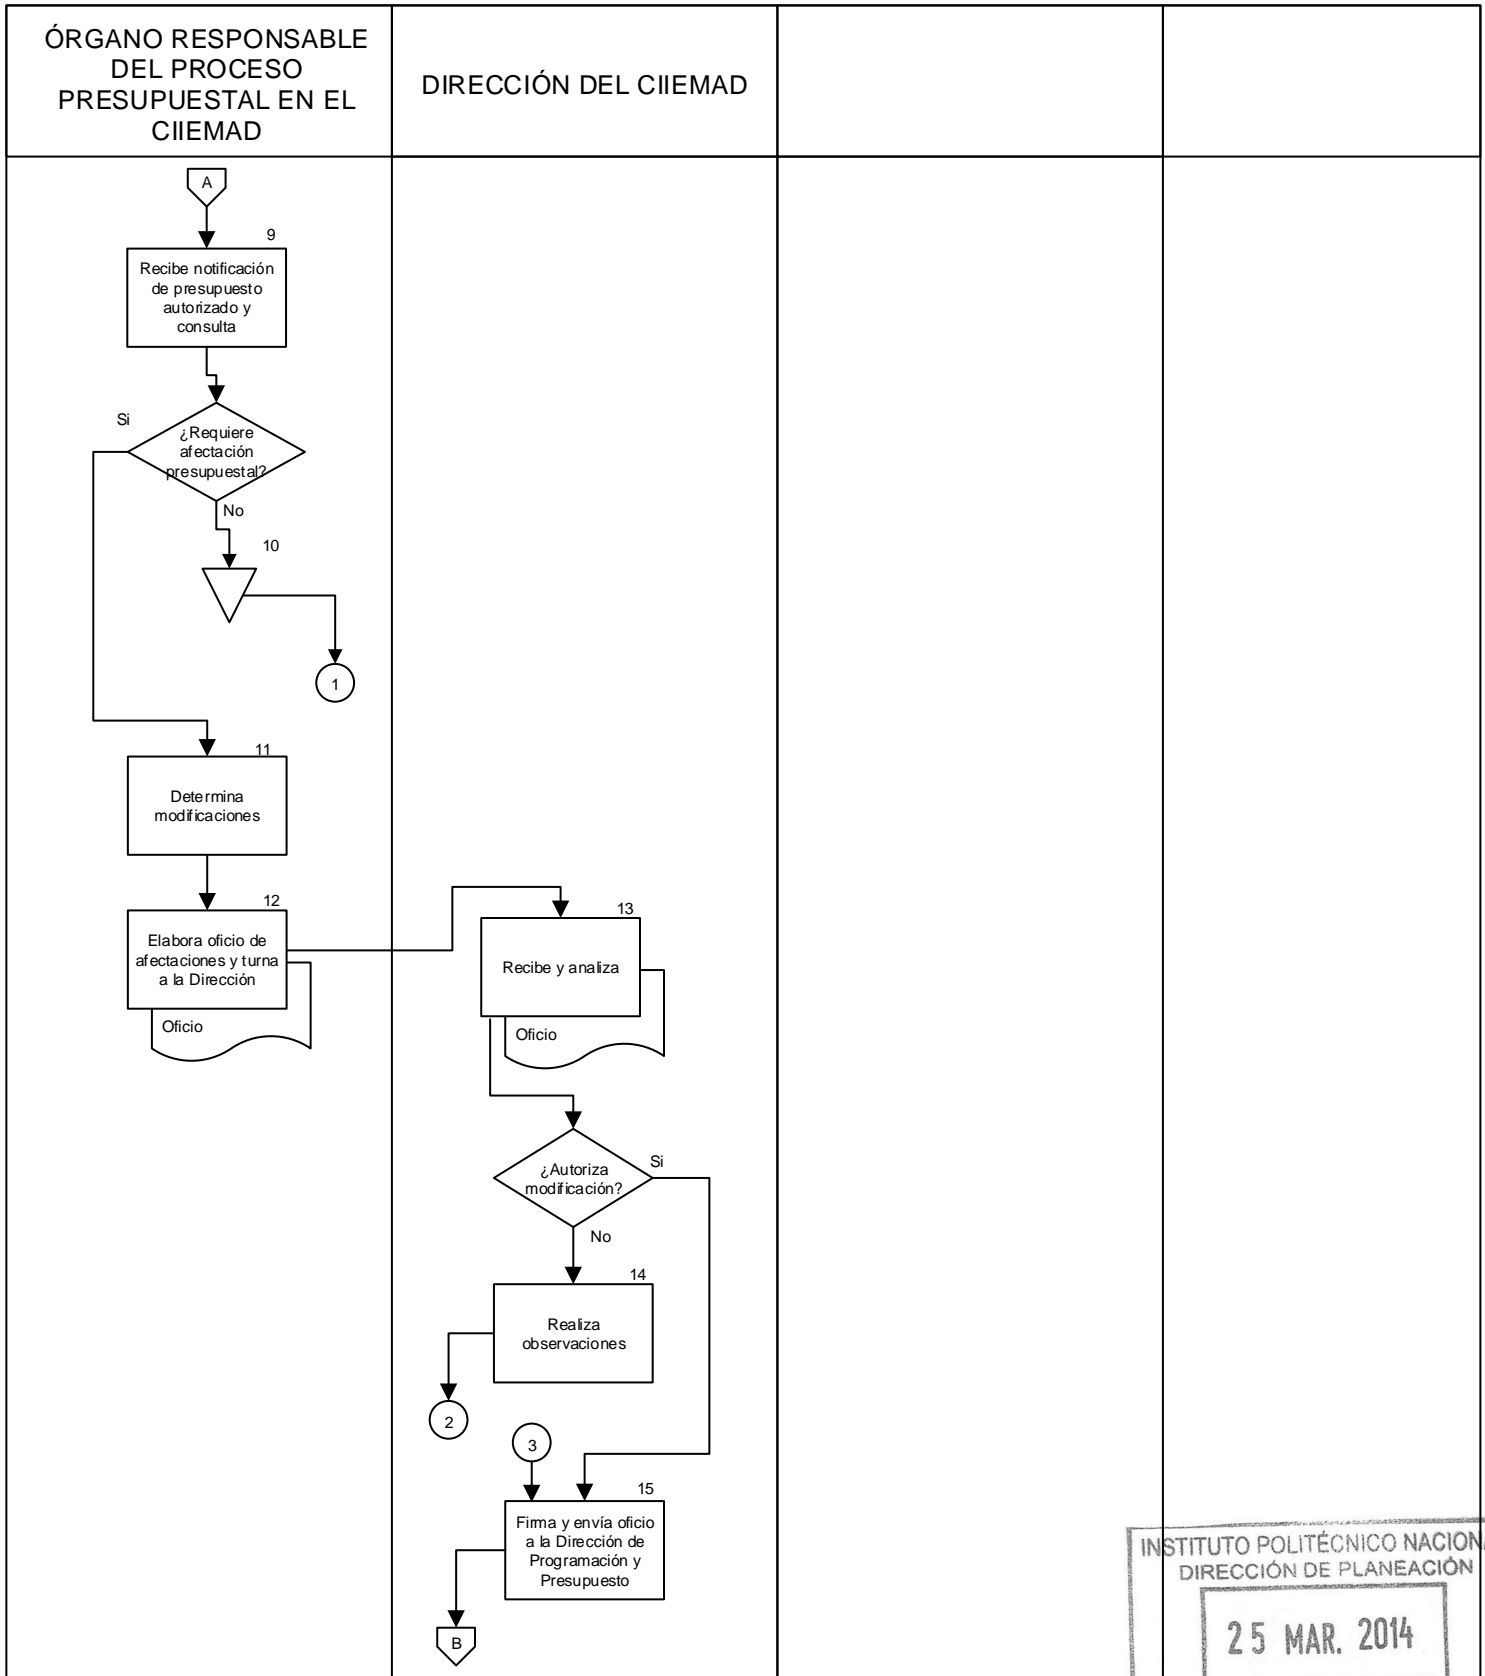 ÓRGANO RESPONSABLE
DEL PROCESO
PRESUPUESTAL EN EL
CIIEMAD
DIRECCIÓN DEL CIIEMAD
A
9
Recibe notificación
de presupuesto
autorizado y
consulta
Si
¿Requiere
afectación
presupuestal?
No
10
1
11
Determina
modificaciones
12
Elabora oficio de
afectaciones y turna
a la Dirección
Oficio
13
Recibe y analiza
Oficio
¿Autoriza
modificación?
Si
No
14
Realiza
observaciones
2
3
15
Firma y envía oficio
a la Dirección de
Programación y
Presupuesto
B
INSTITUTO POLITÉCNICO NACION
DIRECCIÓN DE PLANEACIÓN
25 MAR. 2014